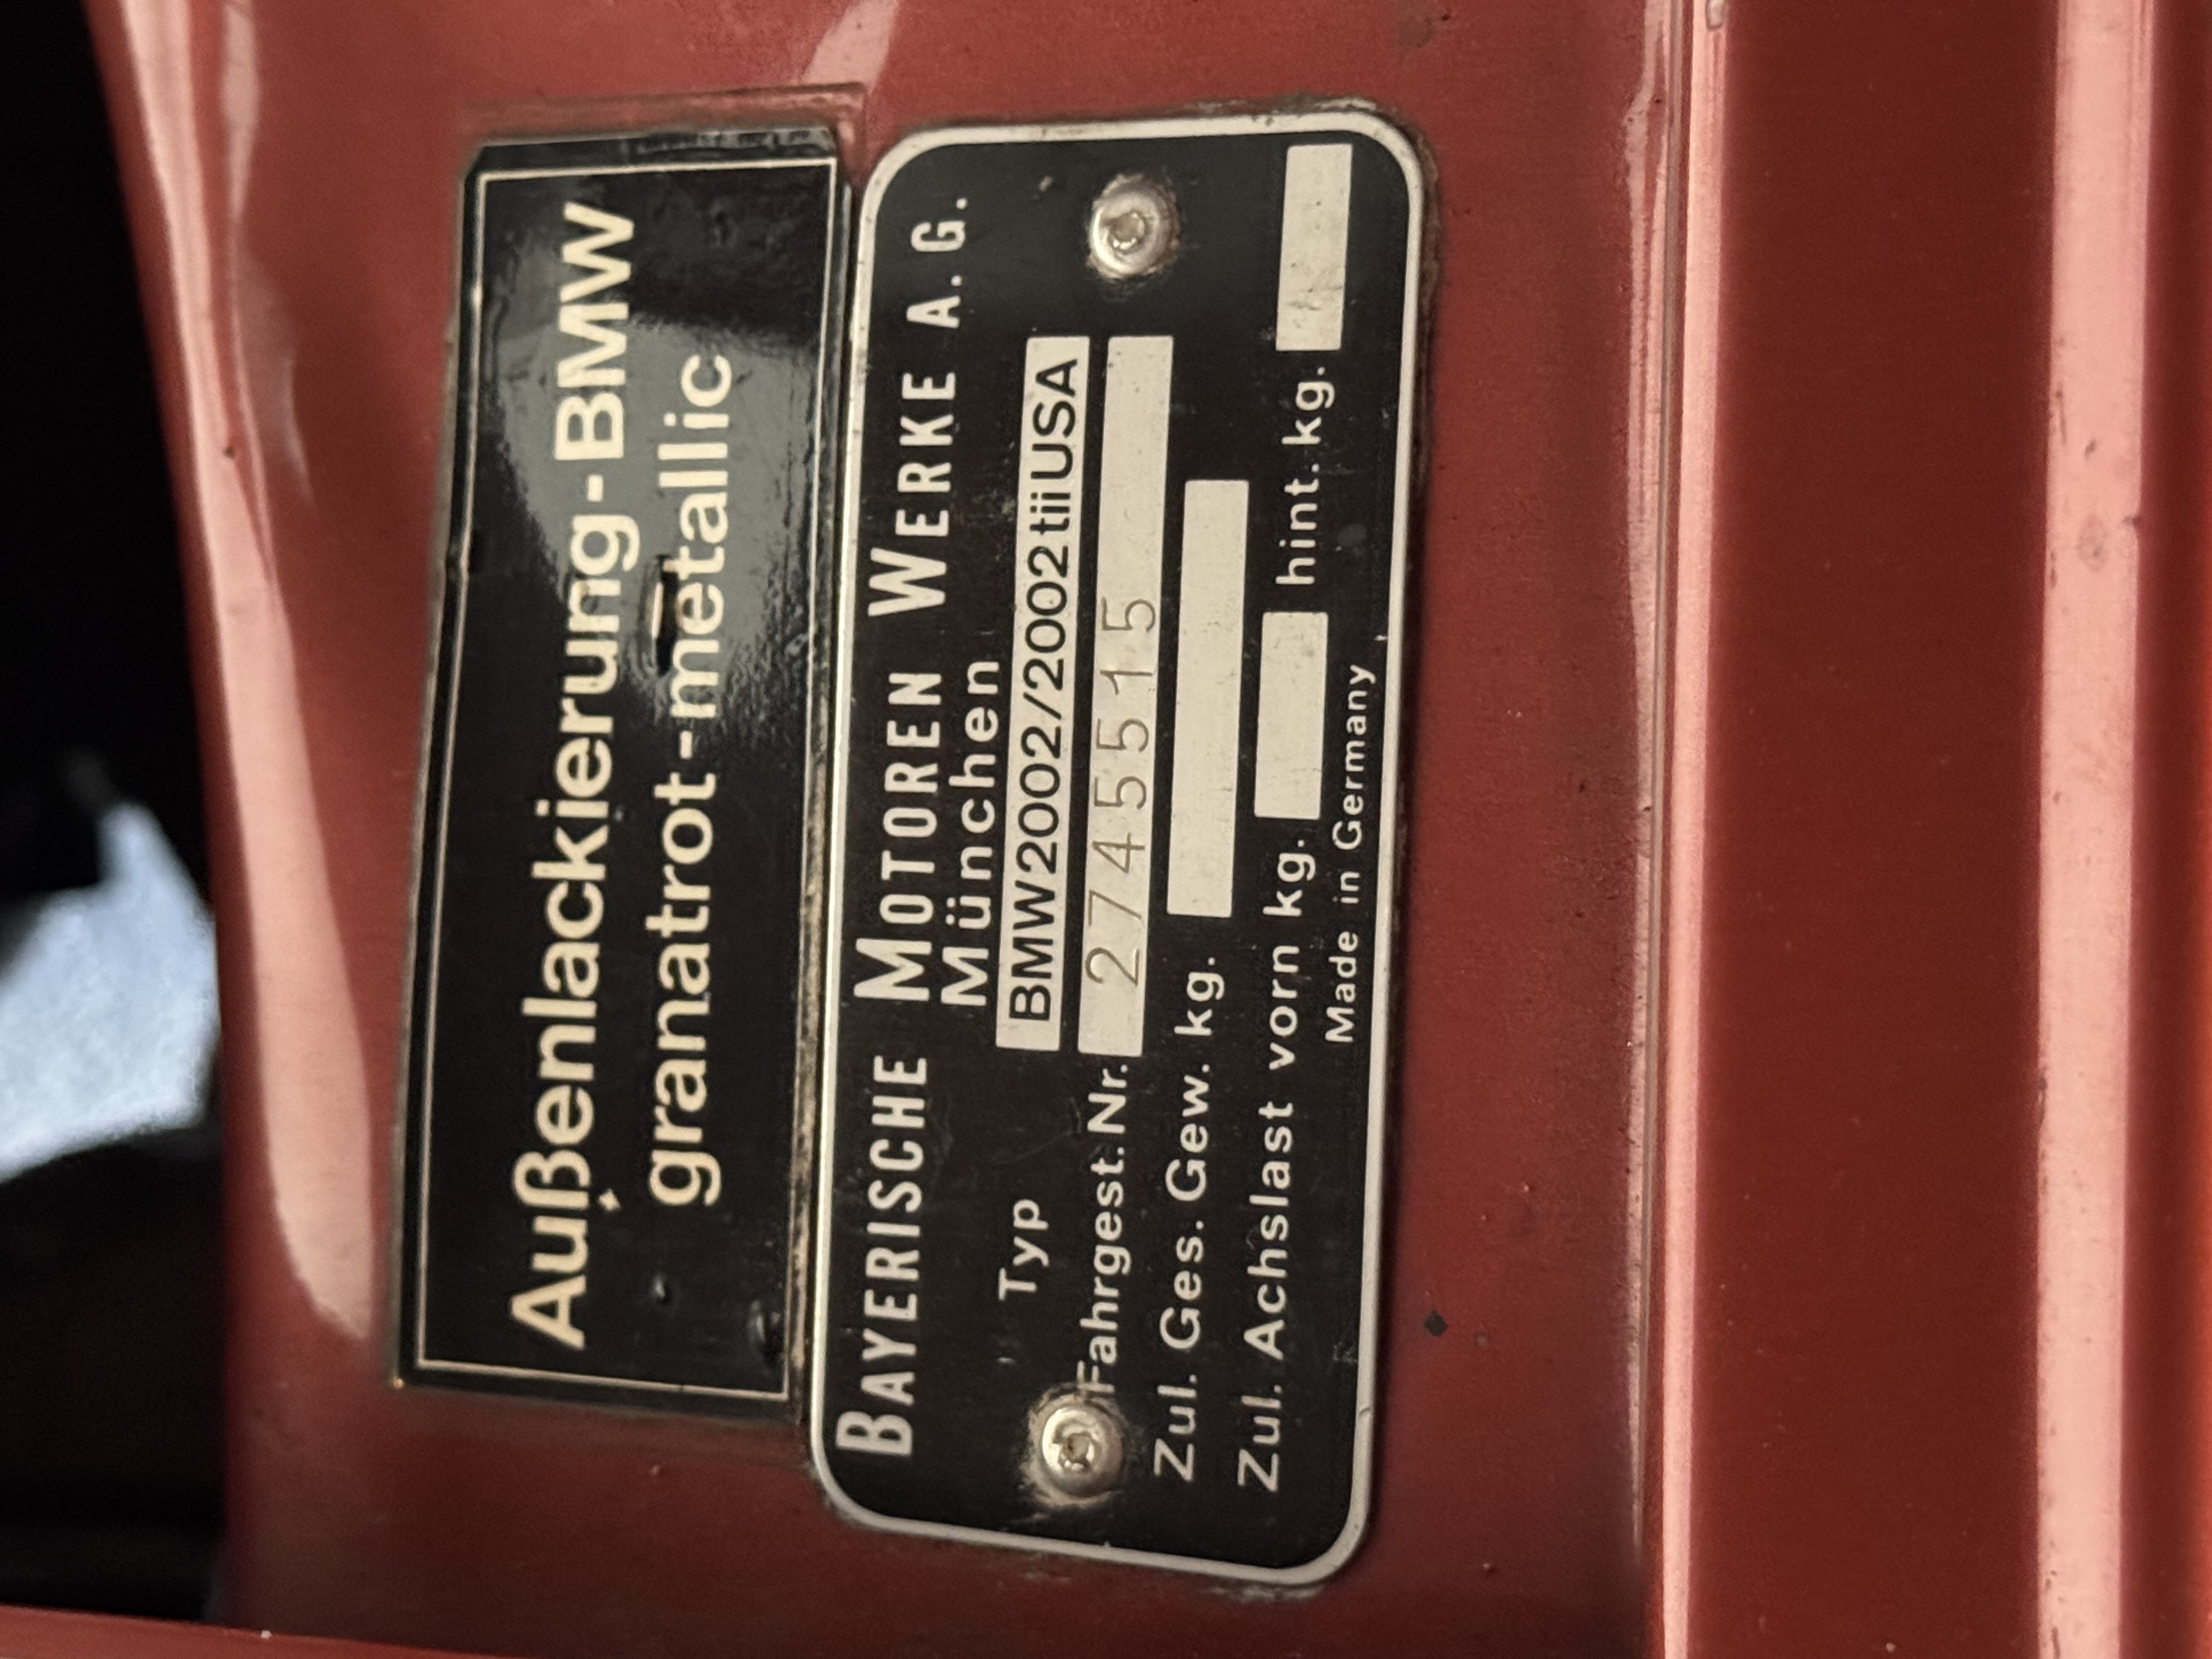 Außenlackierung-BMW
granatrot-metallic
BAYERISCHE MOTOREN WERKE A.G.
München
Typ BMW2002/2002tiiUSA
Fahrgest.Nr. 2745515
Zul. Ges. Gew. kg.
Zul. Achslast vorn kg. hint.kg.
Made in Germany